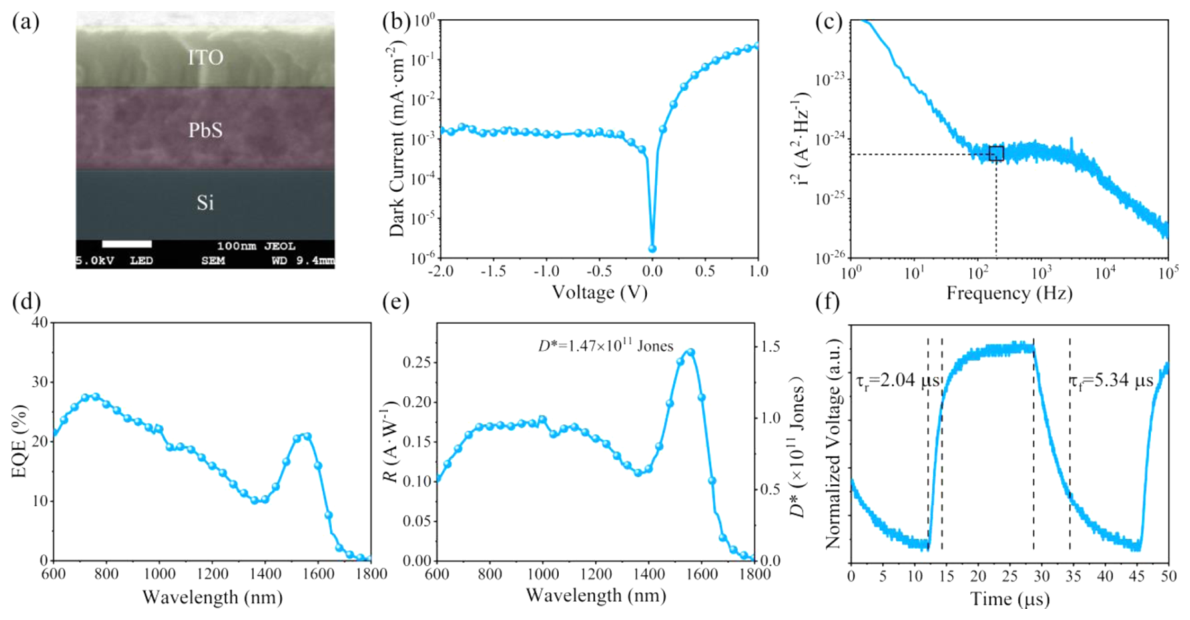 (a)
ITO
PbS
Si
100nm JEOL
5.0kV LED SEM WD 9.4mm
(b)
10⁰
10⁻¹
10⁻²
10⁻³
10⁻⁴
10⁻⁵
10⁻⁶
Dark Current (mA·cm⁻²)
-2.0 -1.5 -1.0 -0.5 0.0 0.5 1.0
Voltage (V)
(c)
10⁻²³
10⁻²⁴
10⁻²⁵
10⁻²⁶
i² (A²·Hz⁻¹)
10⁰ 10¹ 10² 10³ 10⁴ 10⁵
Frequency (Hz)
(d)
40
30
20
10
0
EQE (%)
600 800 1000 1200 1400 1600 1800
Wavelength (nm)
(e)
D*=1.47×10¹¹ Jones
0.25
0.20
0.15
0.10
0.05
0.00
R (A·W⁻¹)
1.5
1.0
0.5
0.0
D* (×10¹¹ Jones)
600 800 1000 1200 1400 1600 1800
Wavelength (nm)
(f)
τr=2.04 μs
τf=5.34 μs
Normalized Voltage (a.u.)
0 5 10 15 20 25 30 35 40 45 50
Time (μs)